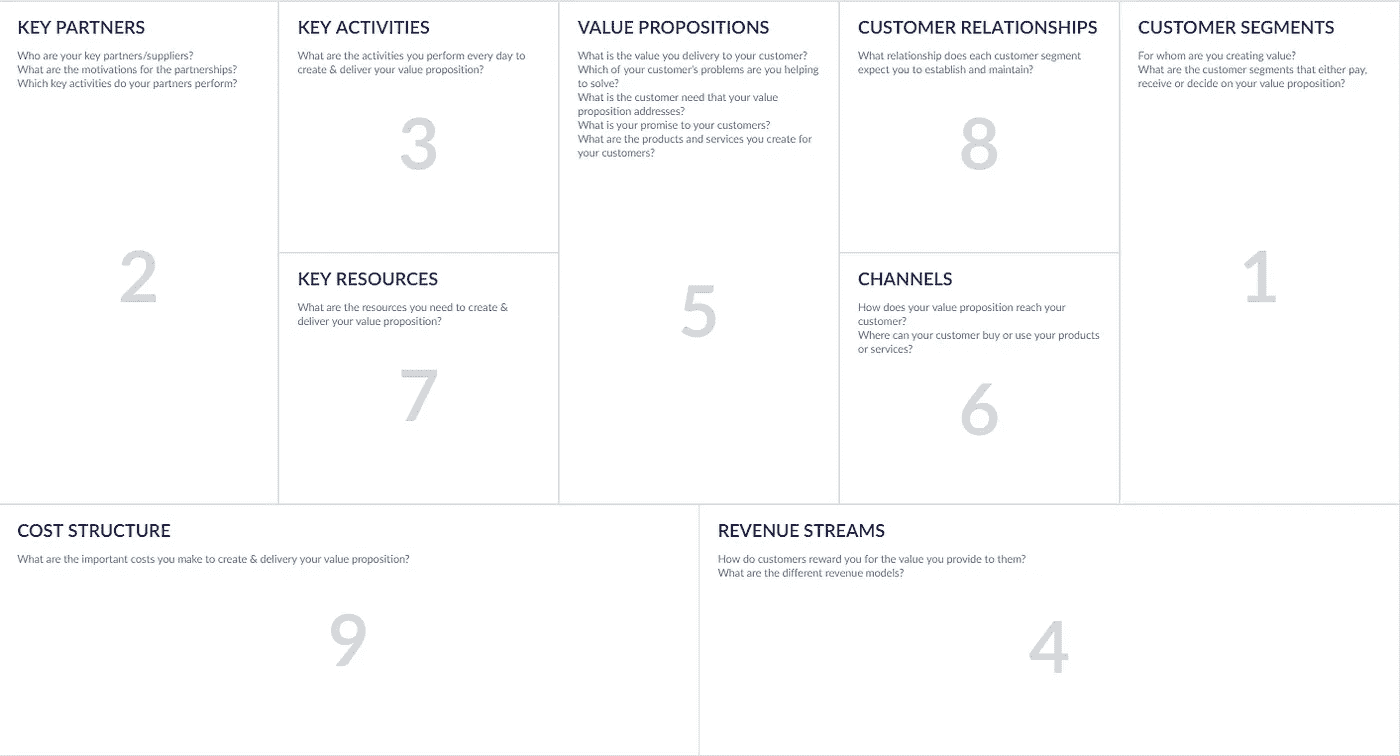 KEY PARTNERS
Who are your key partners/suppliers?
What are the motivations for the partnerships?
Which key activities do your partners perform?
2
KEY ACTIVITIES
What are the activities you perform every day to
create & deliver your value proposition?
3
KEY RESOURCES
What are the resources you need to create &
deliver your value proposition?
7
VALUE PROPOSITIONS
What is the value you delivery to your customer?
Which of your customer's problems are you helping
to solve?
What is the customer need that your value
proposition addresses?
What is your promise to your customers?
What are the products and services you create for
your customers?
5
CUSTOMER RELATIONSHIPS
What relationship does each customer segment
expect you to establish and maintain?
8
CHANNELS
How does your value proposition reach your
customer?
Where can your customer buy or use your products
or services?
6
CUSTOMER SEGMENTS
For whom are you creating value?
What are the customer segments that either pay,
receive or decide on your value proposition?
1
COST STRUCTURE
What are the important costs you make to create & delivery your value proposition?
9
REVENUE STREAMS
How do customers reward you for the value you provide to them?
What are the different revenue models?
4